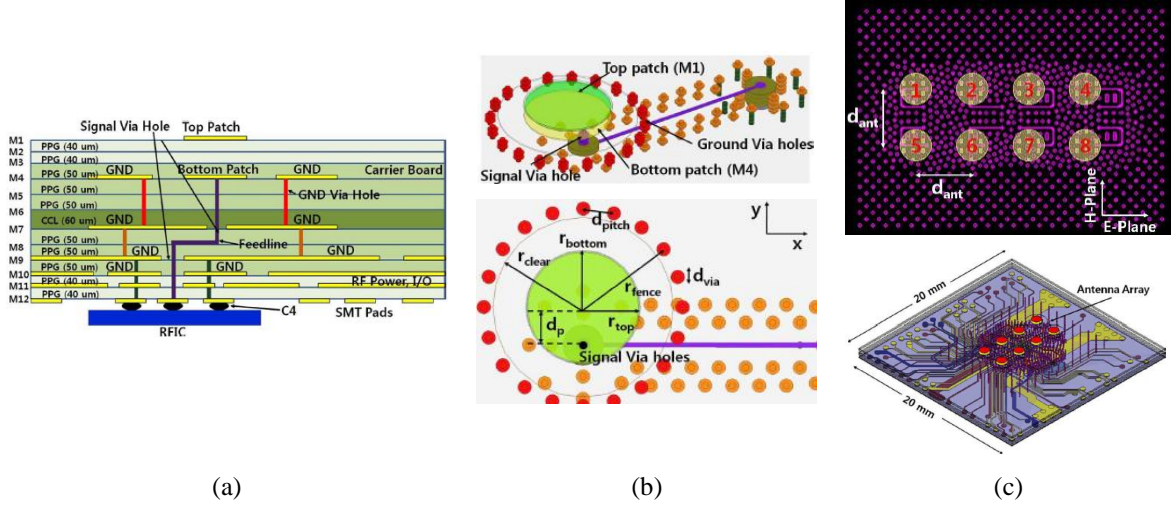 Signal Via Hole
Top Patch
M1
PPG (40 um)
M2
PPG (40 um)
M3
PPG (50 um)
GND
Bottom Patch
GND
Carrier Board
M4
PPG (50 um)
GND Via Hole
M5
PPG (50 um)
M6
CCL (60 um)
GND
GND
M7
PPG (50 um)
Feedline
M8
PPG (50 um)
GND
GND
M9
PPG (50 um)
GND
GND
M10
PPG (40 um)
RF Power, I/O
M11
PPG (40 um)
M12
C4
SMT Pads
RFIC
(a)
Top patch (M1)
Ground Via holes
Bottom patch (M4)
Signal Via hole
d pitch
y
x
r bottom
r clear
d via
r fence
r top
d p
Signal Via holes
(b)
1 2 3 4
d ant
5 6 7 8
d ant
H-Plane
E-Plane
20 mm
Antenna Array
20 mm
(c)